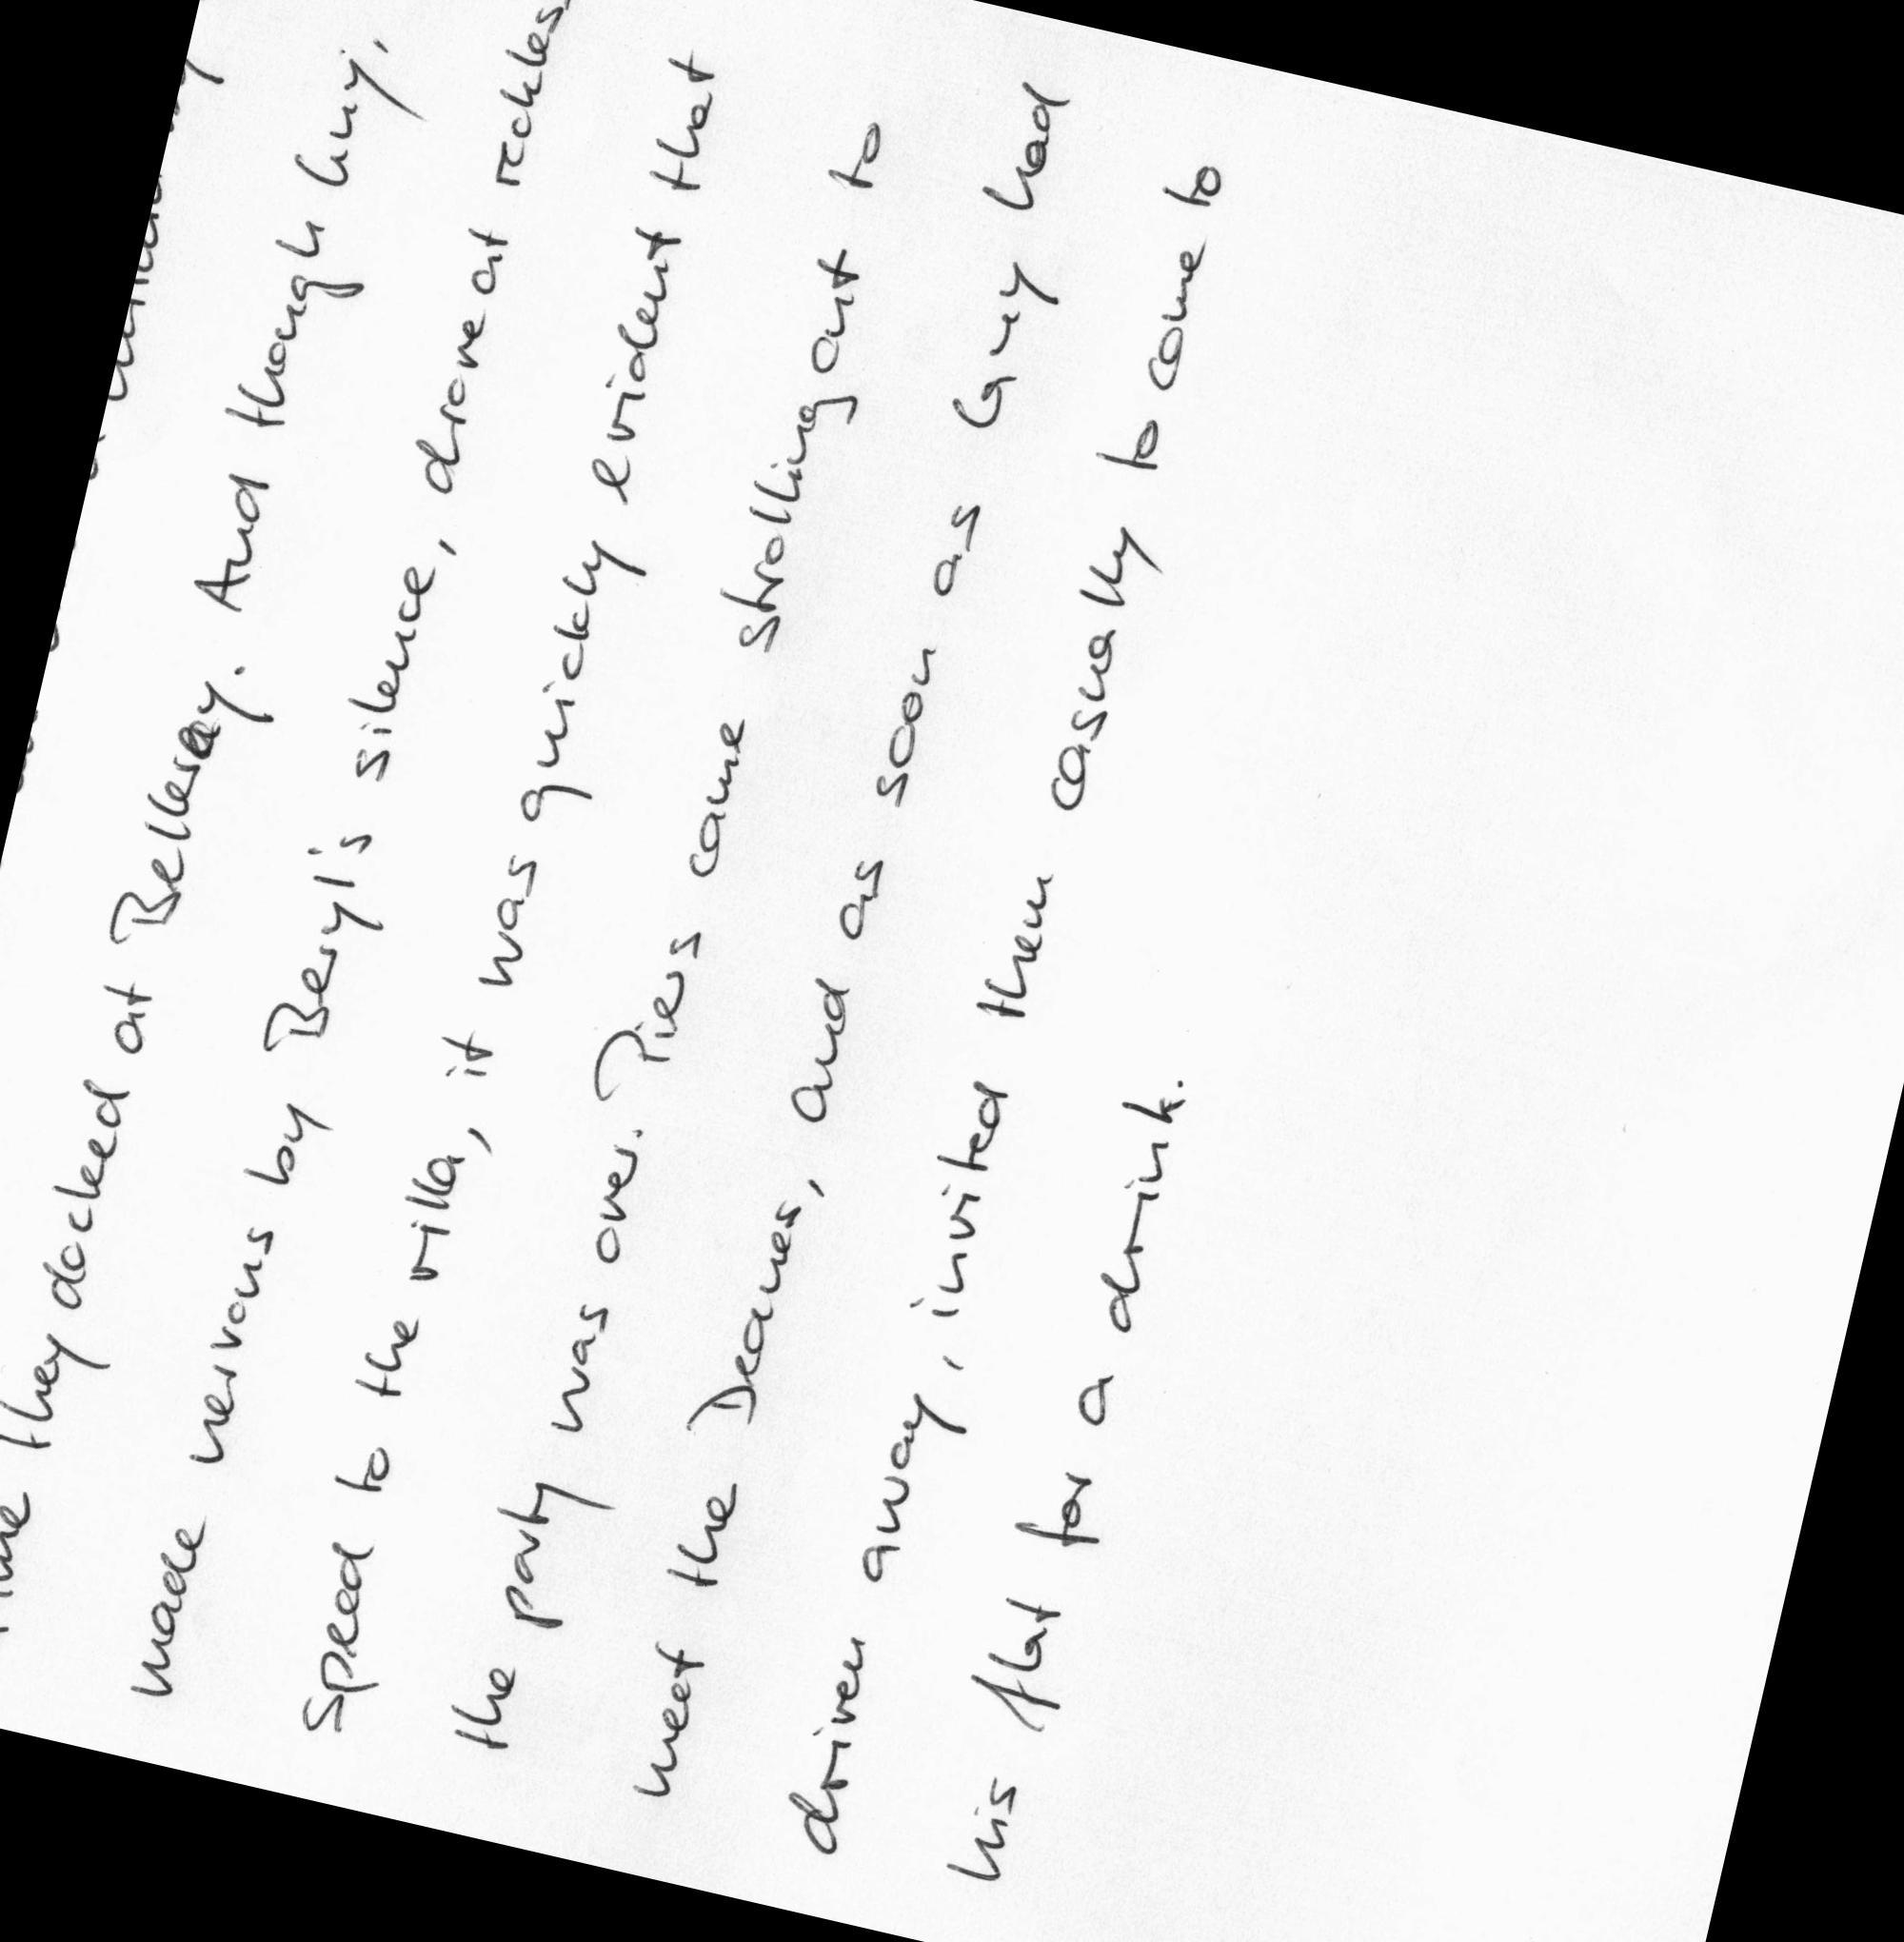 time they docked at Belleray. And though Guy,
made nervous by Beryl's silence, drove at reckless
speed to the villa, it was quickly evident that
the party was over. Piers came strolling out to
meet the Deanes, and as soon as Guy had
driven away, invited them casually to come to
his flat for a drink.